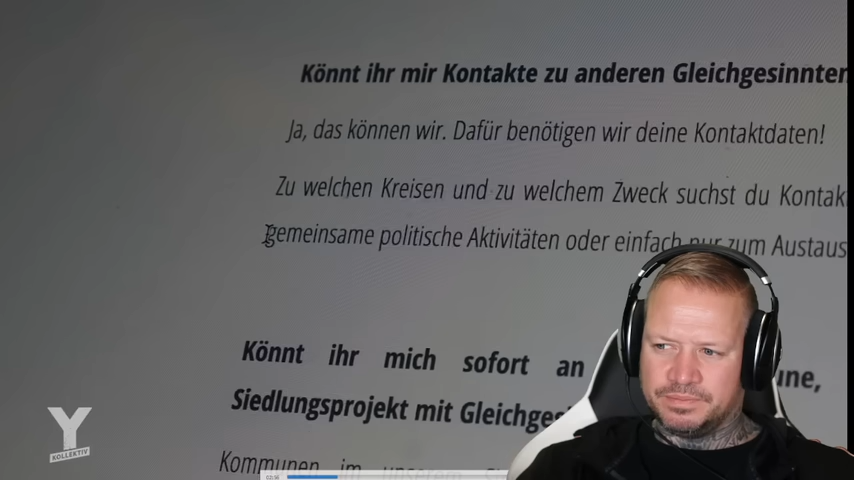 Könnt ihr mir Kontakte zu anderen Gleichgesinnten
Ja, das können wir. Dafür benötigen wir deine Kontaktdaten!
Zu welchen Kreisen und zu welchem Zweck suchst du
gemeinsame politische Aktivitäten oder einfach nur zum
Könnt ihr mich sofort an
Siedlungsprojekt mit
Kommunen im unserem
Y
KOLLEKTIV